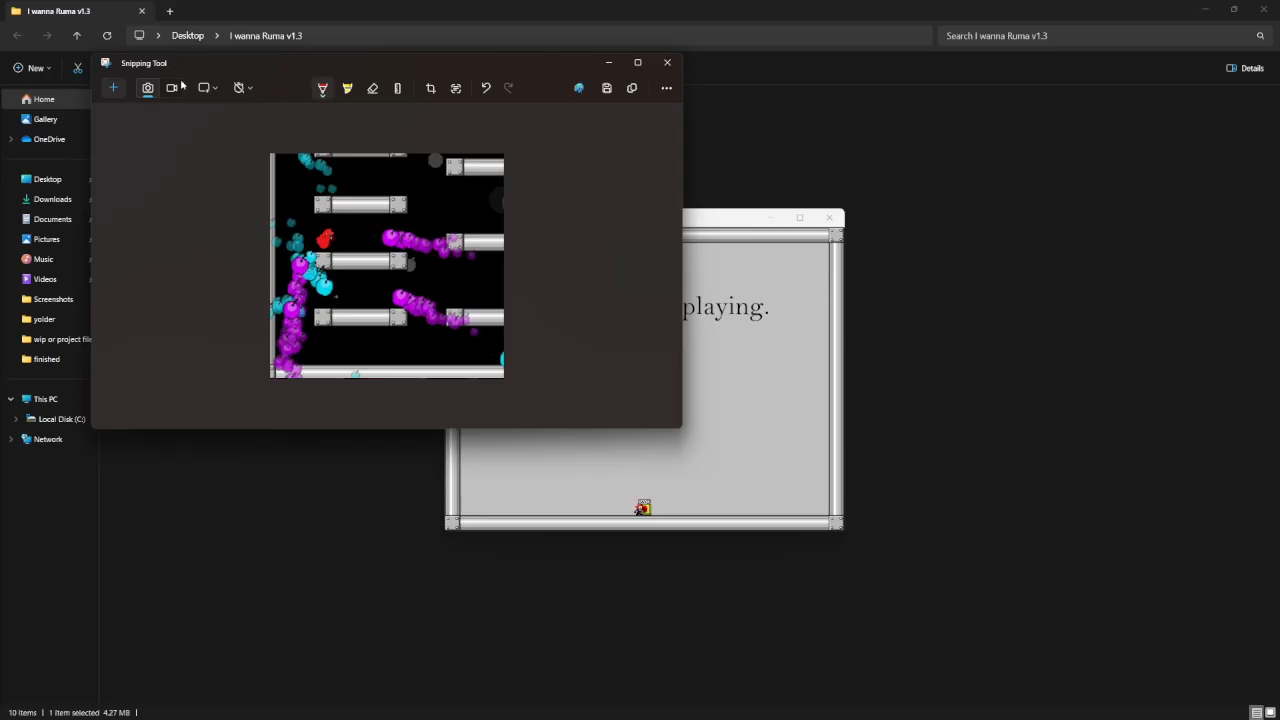 I wanna Ruma v1.3
Desktop
I wanna Ruma v1.3
Search I wanna Ruma v1.3
New
Snipping Tool
Details
Home
Gallery
OneDrive
Desktop
Downloads
Documents
Pictures
Music
Videos
Screenshots
yolder
wip or project file
finished
This PC
Local Disk (C:)
Network
playing.
10 items
1 item selected 4.27 MB